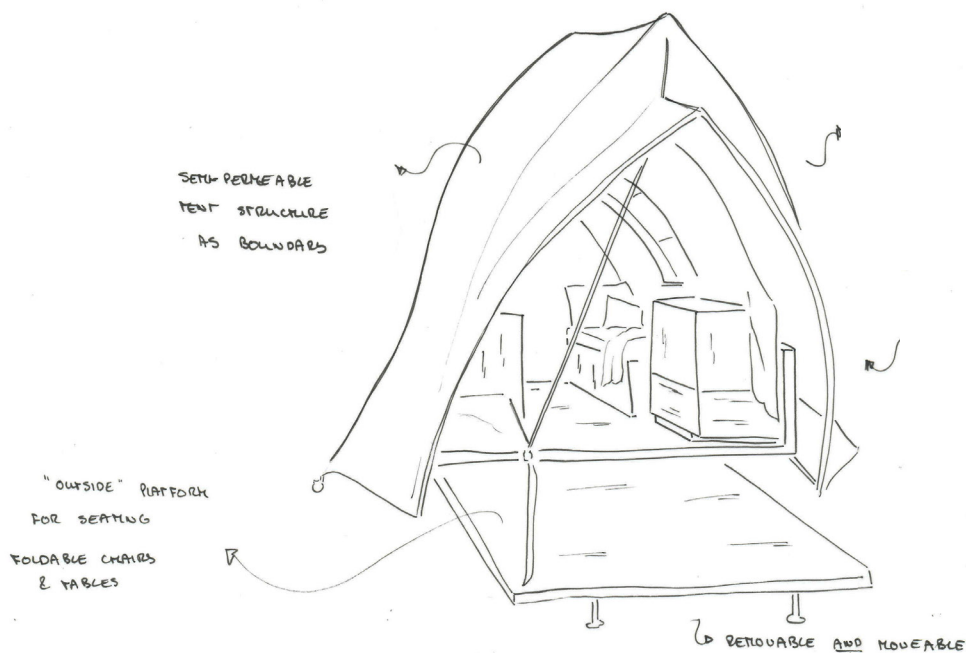 SEMI-PERMEABLE
TENT STRUCTURE
AS BOUNDARY
"OUTSIDE" PLATFORM
FOR SEATING
FOLDABLE CHAIRS
& TABLES
REMOVABLE AND MOVEABLE